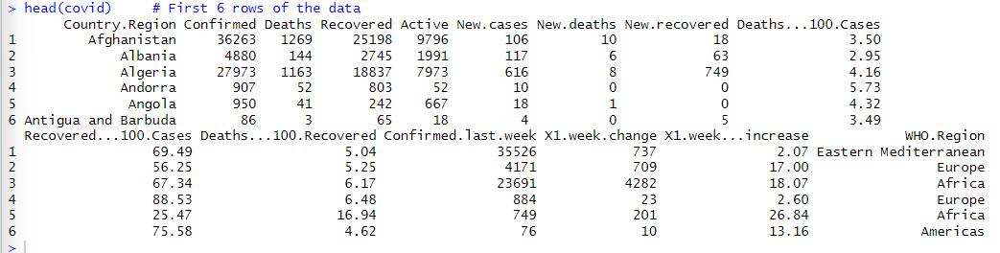 > head(covid)     # First 6 rows of the data
       Country.Region Confirmed Deaths Recovered Active New.cases New.deaths New.recovered Deaths...100.Cases
1         Afghanistan     36263   1269     25198   9796       106         10            18               3.50
2             Albania      4880    144      2745   1991       117          6            63               2.95
3             Algeria     27973   1163     18837   7973       616          8           749               4.16
4             Andorra       907     52       803     52        10          0             0               5.73
5              Angola       950     41       242    667        18          1             0               4.32
6 Antigua and Barbuda        86      3        65     18         4          0             5               3.49
  Recovered...100.Cases Deaths...100.Recovered Confirmed.last.week X1.week.change X1.week...increase            WHO.Region
1                 69.49                   5.04               35526            737               2.07 Eastern Mediterranean
2                 56.25                   5.25                4171            709              17.00                Europe
3                 67.34                   6.17               23691           4282              18.07                Africa
4                 88.53                   6.48                 884             23               2.60                Europe
5                 25.47                  16.94                 749            201              26.84                Africa
6                 75.58                   4.62                  76             10              13.16              Americas
>